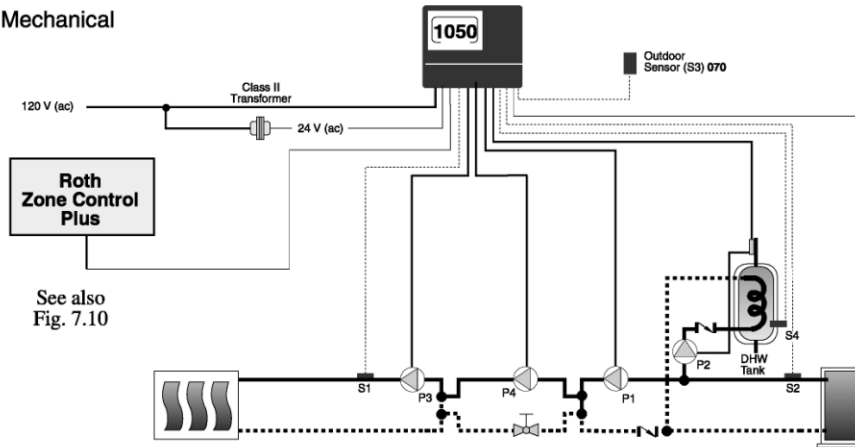 Mechanical
1050
Outdoor
Sensor (S3) 070
Class II
Transformer
120 V (ac)
24 V (ac)
Roth
Zone Control
Plus
See also
Fig. 7.10
S4
P2
DHW
Tank
S1
P3
P4
P1
S2